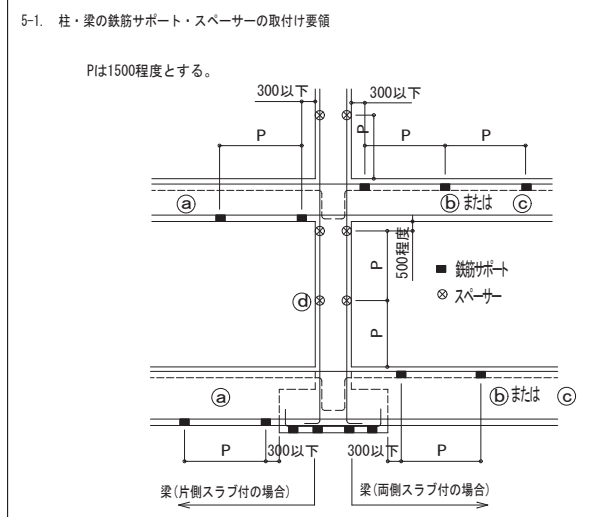 5-1. 柱・梁の鉄筋サポート・スペーサーの取付け要領
Pは1500程度とする。
300以下
300以下
P
P
P
P
ⓐ
ⓑまたは ⓒ
500程度
P
■ 鉄筋サポート
⊗ スペーサー
ⓓ
P
ⓐ
ⓑまたは ⓒ
P
300以下
300以下
P
梁(片側スラブ付の場合)
梁(両側スラブ付の場合)